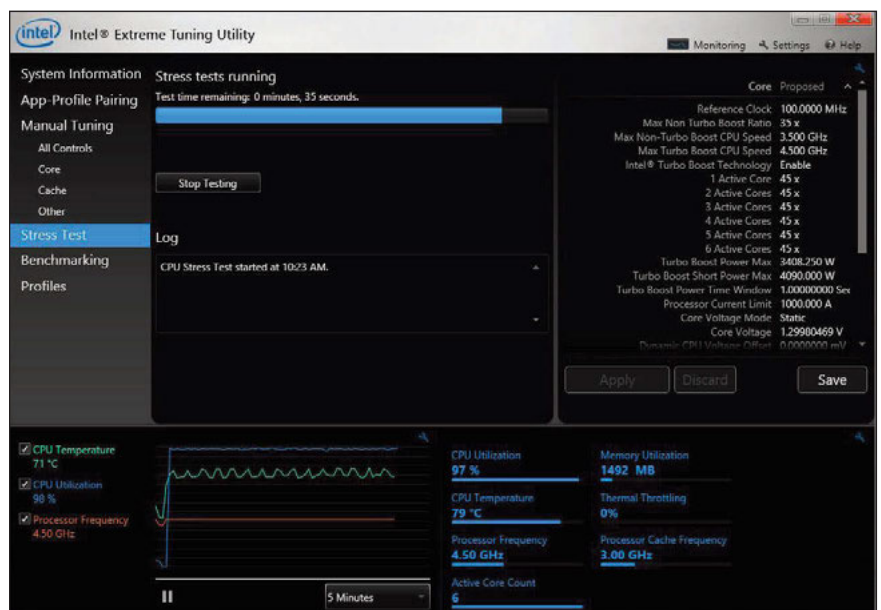 intel Intel® Extreme Tuning Utility
Monitoring Settings Help
System Information
App-Profile Pairing
Manual Tuning
All Controls
Core
Cache
Other
Stress Test
Benchmarking
Profiles
Stress tests running
Test time remaining: 0 minutes, 35 seconds.
Stop Testing
Log
CPU Stress Test started at 10:23 AM.
Core Proposed
Reference Clock 100.0000 MHz
Max Non Turbo Boost Ratio 35 x
Max Non-Turbo Boost CPU Speed 3.500 GHz
Max Turbo Boost CPU Speed 4.500 GHz
Intel® Turbo Boost Technology Enable
1 Active Core 45 x
2 Active Cores 45 x
3 Active Cores 45 x
4 Active Cores 45 x
5 Active Cores 45 x
6 Active Cores 45 x
Turbo Boost Power Max 3408.250 W
Turbo Boost Short Power Max 4090.000 W
Turbo Boost Power Time Window 1.00000000 Sec
Processor Current Limit 1000.000 A
Core Voltage Mode Static
Core Voltage 1.29980469 V
Dynamic CPU Voltage Offset 0.0000000 mV
Apply Discard Save
CPU Temperature
71 °C
CPU Utilization
98 %
Processor Frequency
4.50 GHz
5 Minutes
CPU Utilization Memory Utilization
97 % 1492 MB
CPU Temperature Thermal Throttling
79 °C 0%
Processor Frequency Processor Cache Frequency
4.50 GHz 3.00 GHz
Active Core Count
6